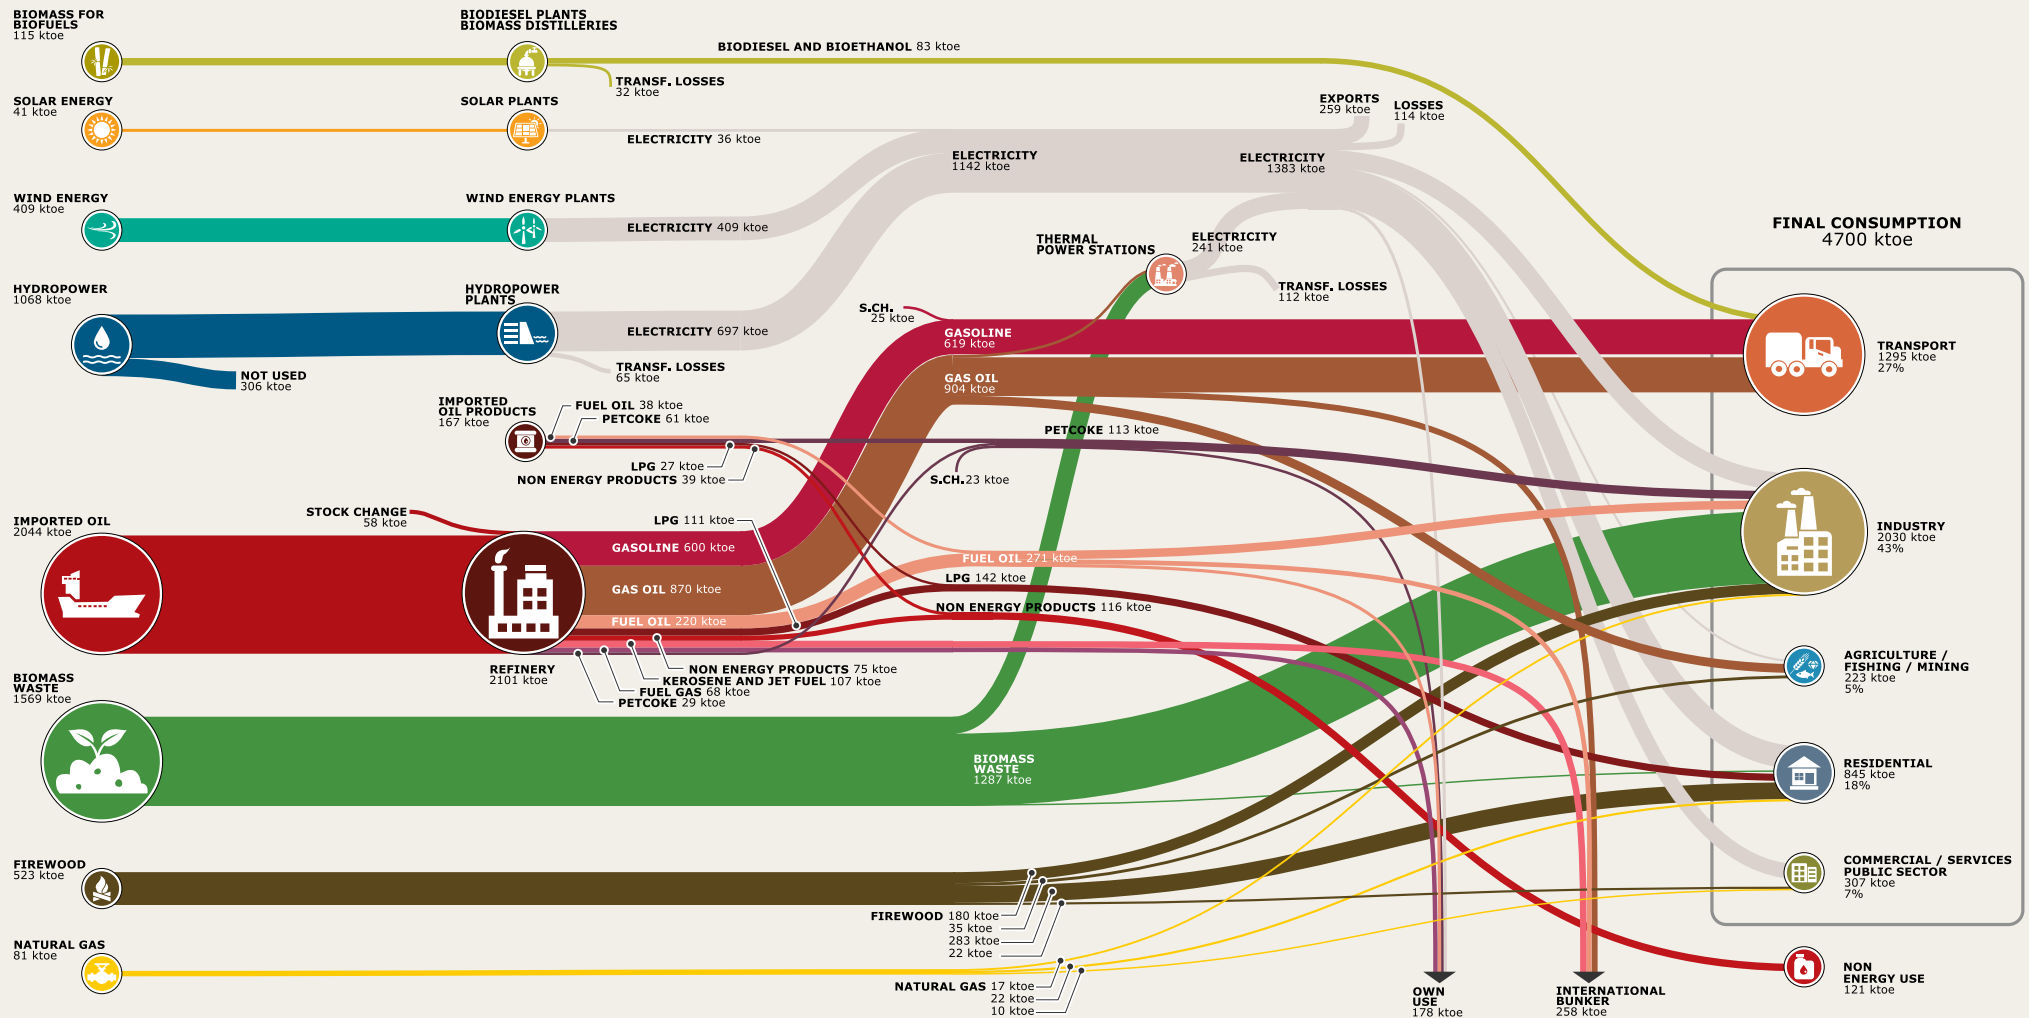 BIOMASS FOR
BIOFUELS
115 ktoe
BIODIESEL PLANTS
BIOMASS DISTILLERIES
BIODIESEL AND BIOETHANOL 83 ktoe
TRANSF. LOSSES
32 ktoe
SOLAR ENERGY
41 ktoe
SOLAR PLANTS
ELECTRICITY 36 ktoe
EXPORTS
259 ktoe
LOSSES
114 ktoe
ELECTRICITY
1142 ktoe
ELECTRICITY
1383 ktoe
WIND ENERGY
409 ktoe
WIND ENERGY PLANTS
ELECTRICITY 409 ktoe
FINAL CONSUMPTION
4700 ktoe
THERMAL
POWER STATIONS
ELECTRICITY
241 ktoe
TRANSF. LOSSES
112 ktoe
HYDROPOWER
1068 ktoe
HYDROPOWER
PLANTS
ELECTRICITY 697 ktoe
TRANSF. LOSSES
65 ktoe
NOT USED
306 ktoe
S.CH.
25 ktoe
GASOLINE
619 ktoe
GAS OIL
904 ktoe
TRANSPORT
1295 ktoe
27%
IMPORTED
OIL PRODUCTS
167 ktoe
FUEL OIL 38 ktoe
PETCOKE 61 ktoe
LPG 27 ktoe
NON ENERGY PRODUCTS 39 ktoe
PETCOKE 113 ktoe
S.CH. 23 ktoe
STOCK CHANGE
58 ktoe
IMPORTED OIL
2044 ktoe
LPG 111 ktoe
GASOLINE 600 ktoe
GAS OIL 870 ktoe
FUEL OIL 220 ktoe
FUEL OIL 271 ktoe
LPG 142 ktoe
NON ENERGY PRODUCTS 116 ktoe
INDUSTRY
2030 ktoe
43%
REFINERY
2101 ktoe
NON ENERGY PRODUCTS 75 ktoe
KEROSENE AND JET FUEL 107 ktoe
FUEL GAS 68 ktoe
PETCOKE 29 ktoe
AGRICULTURE /
FISHING / MINING
223 ktoe
5%
BIOMASS
WASTE
1569 ktoe
BIOMASS
WASTE
1287 ktoe
RESIDENTIAL
845 ktoe
18%
FIREWOOD
523 ktoe
COMMERCIAL / SERVICES
PUBLIC SECTOR
307 ktoe
7%
FIREWOOD 180 ktoe
35 ktoe
283 ktoe
22 ktoe
NATURAL GAS
81 ktoe
NATURAL GAS 17 ktoe
22 ktoe
10 ktoe
OWN
USE
178 ktoe
INTERNATIONAL
BUNKER
258 ktoe
NON
ENERGY USE
121 ktoe